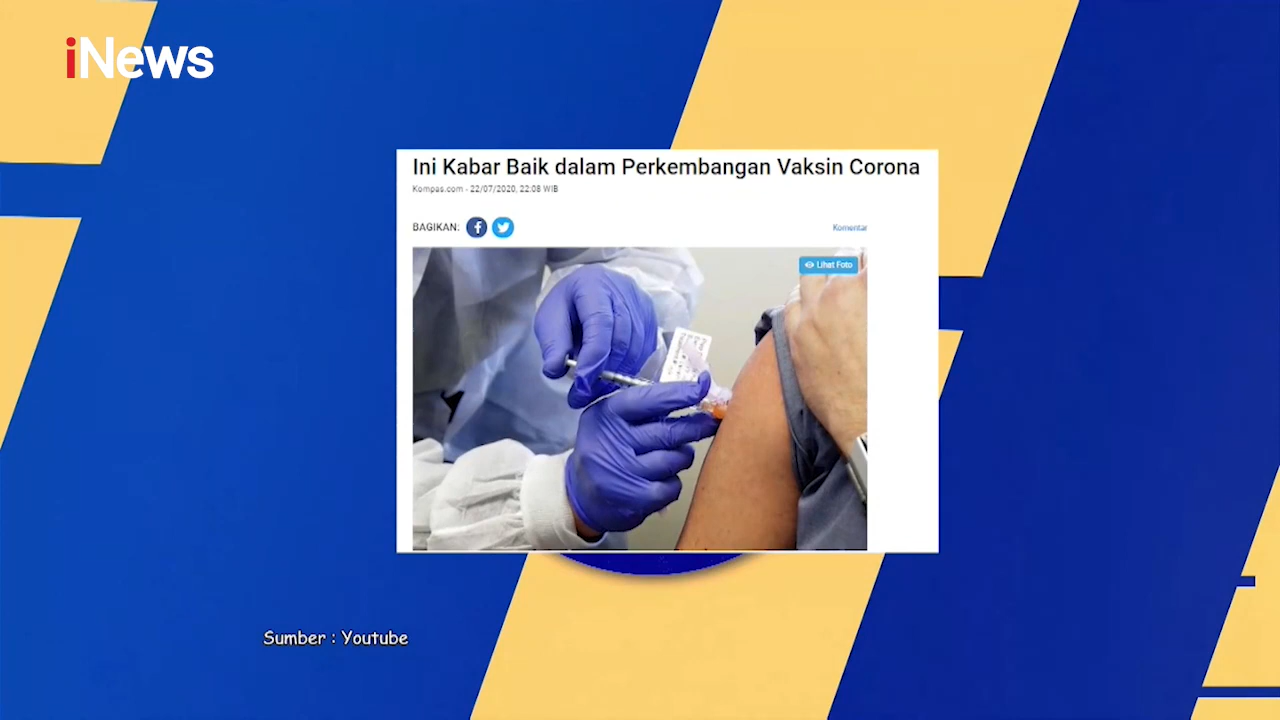 iNews
Ini Kabar Baik dalam Perkembangan Vaksin Corona
Kompas.com - 22/07/2020, 22:08 WIB
BAGIKAN:
Komentar
Lihat Foto
Sumber : Youtube